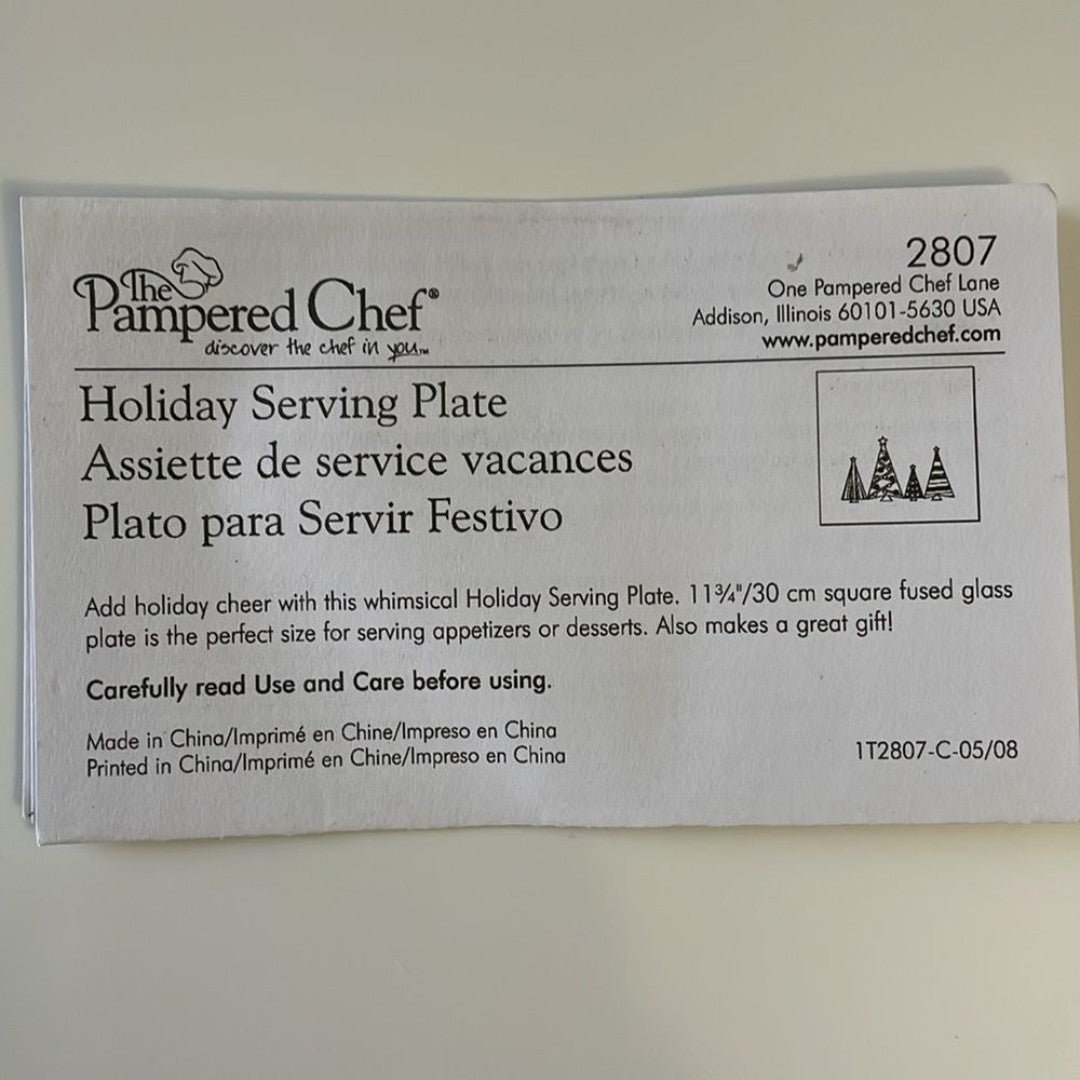 The
Pampered Chef®
discover the chef in you™
2807
One Pampered Chef Lane
Addison, Illinois 60101-5630 USA
www.pamperedchef.com
Holiday Serving Plate
Assiette de service vacances
Plato para Servir Festivo
Add holiday cheer with this whimsical Holiday Serving Plate. 11¾"/30 cm square fused glass
plate is the perfect size for serving appetizers or desserts. Also makes a great gift!
Carefully read Use and Care before using.
Made in China/Imprimé en Chine/Impreso en China
Printed in China/Imprimé en Chine/Impreso en China
1T2807-C-05/08